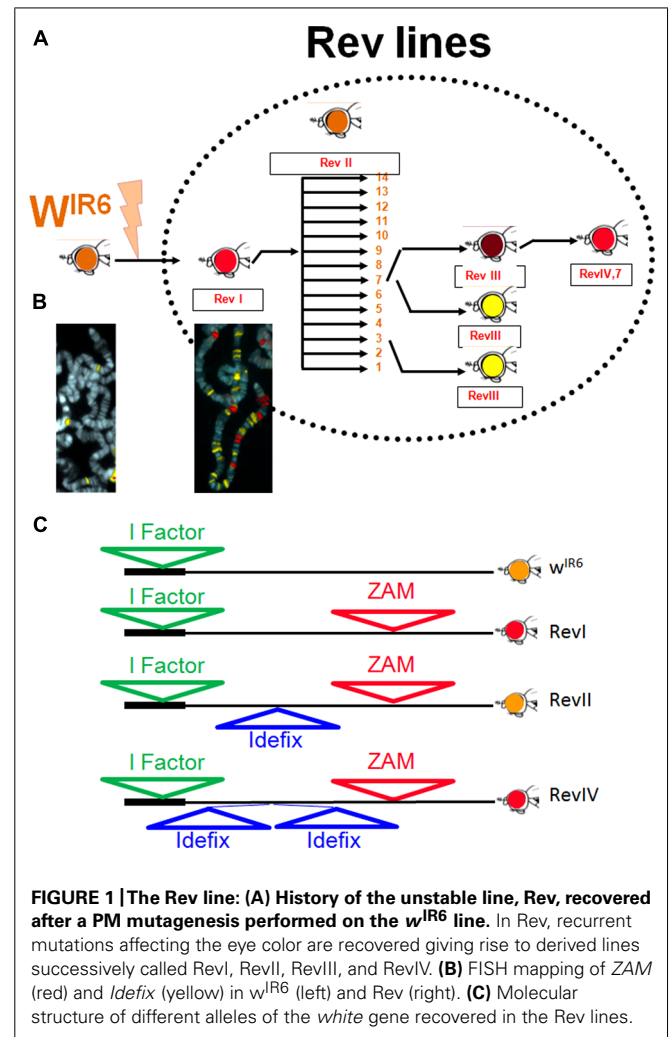 A
Rev lines
Rev II
W^IR6
14
13
12
11
10
9
8
7
6
5
4
3
2
1
Rev I
Rev III
RevIV,7
RevIII
RevIII
B
C
I Factor
w^IR6
I Factor
ZAM
RevI
I Factor
ZAM
RevII
Idefix
I Factor
ZAM
RevIV
Idefix
Idefix
FIGURE 1 | The Rev line: (A) History of the unstable line, Rev, recovered
after a PM mutagenesis performed on the w^IR6 line. In Rev, recurrent
mutations affecting the eye color are recovered giving rise to derived lines
successively called RevI, RevII, RevIII, and RevIV. (B) FISH mapping of ZAM
(red) and Idefix (yellow) in w^IR6 (left) and Rev (right). (C) Molecular
structure of different alleles of the white gene recovered in the Rev lines.